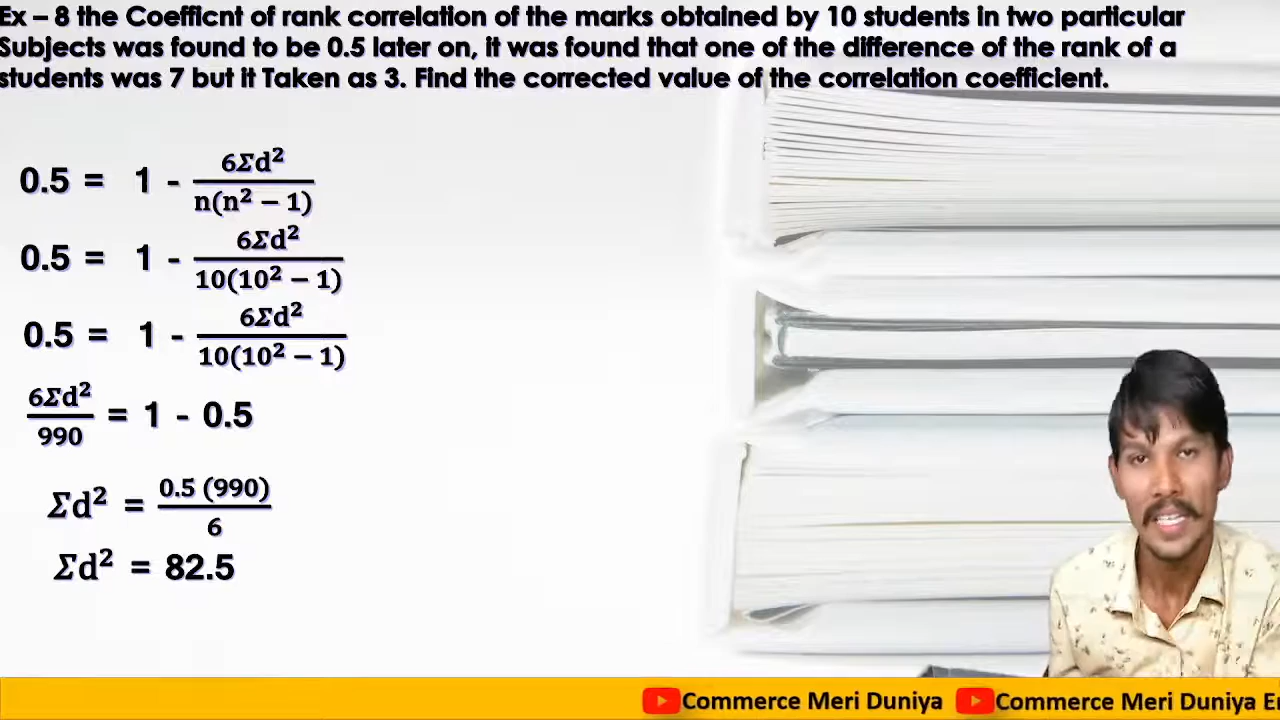 Ex – 8 the Coefficnt of rank correlation of the marks obtained by 10 students in two particular
Subjects was found to be 0.5 later on, it was found that one of the difference of the rank of a
students was 7 but it Taken as 3. Find the corrected value of the correlation coefficient.
0.5 = 1 - 6Σd² / n(n² − 1)
0.5 = 1 - 6Σd² / 10(10² − 1)
0.5 = 1 - 6Σd² / 10(10² − 1)
6Σd² / 990 = 1 - 0.5
Σd² = 0.5 (990) / 6
Σd² = 82.5
Commerce Meri Duniya Commerce Meri Duniya